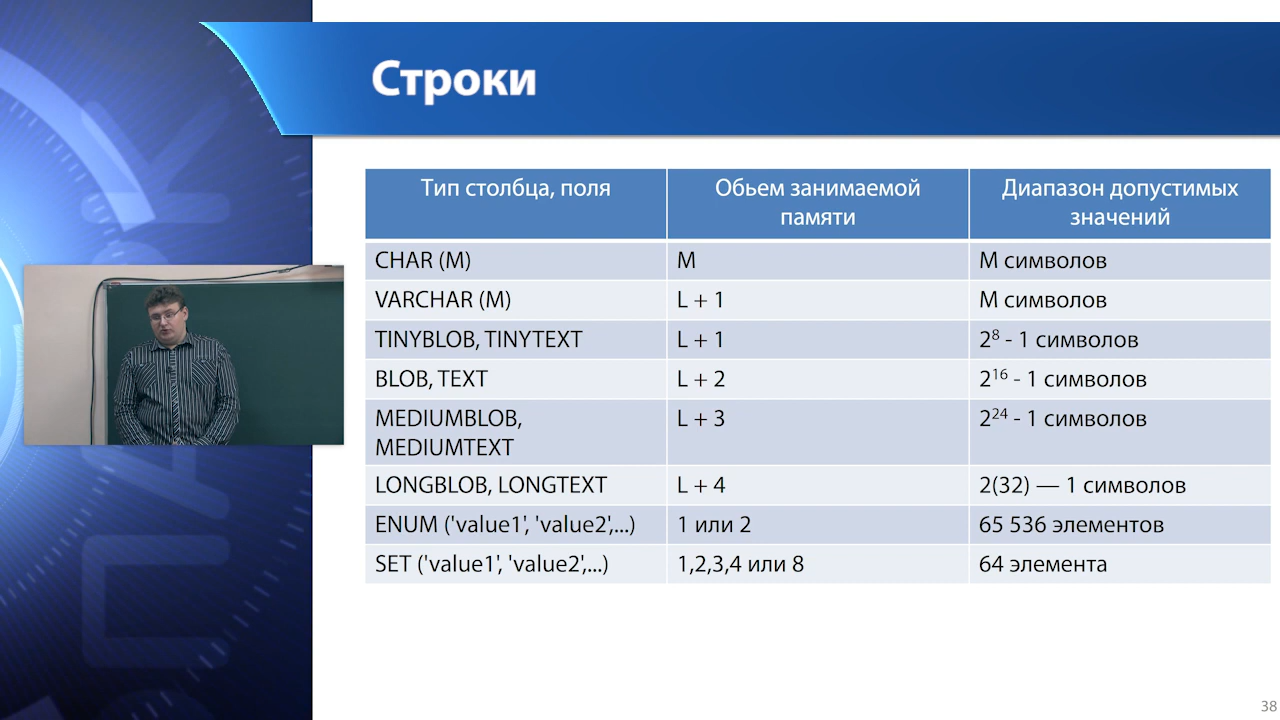 Строки
Тип столбца, поля
Обьем занимаемой
памяти
Диапазон допустимых
значений
CHAR (M)
M
M символов
VARCHAR (M)
L + 1
M символов
TINYBLOB, TINYTEXT
L + 1
2⁸ - 1 символов
BLOB, TEXT
L + 2
2¹⁶ - 1 символов
MEDIUMBLOB,
MEDIUMTEXT
L + 3
2²⁴ - 1 символов
LONGBLOB, LONGTEXT
L + 4
2(32) — 1 символов
ENUM ('value1', 'value2',...)
1 или 2
65 536 элементов
SET ('value1', 'value2',...)
1,2,3,4 или 8
64 элемента
38